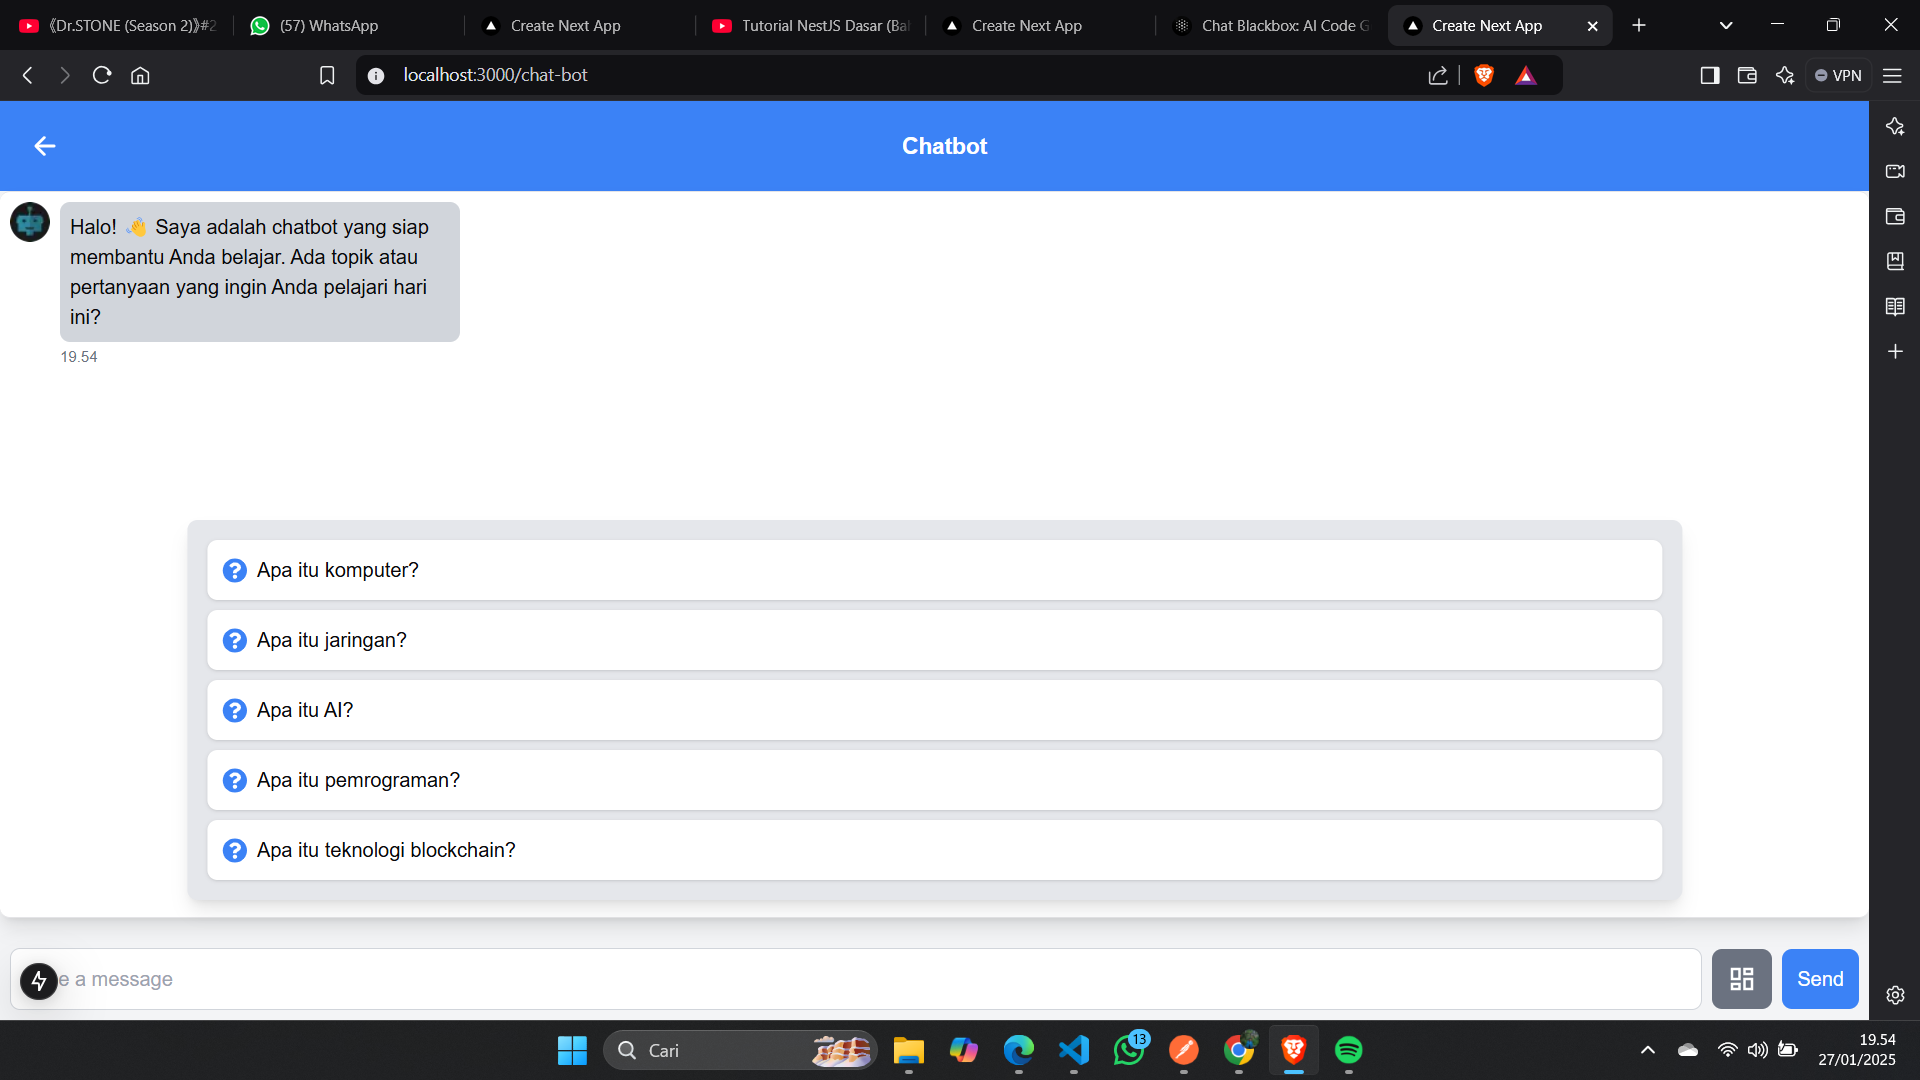 《Dr.STONE (Season 2)》#2
(57) WhatsApp
Create Next App
Tutorial NestJS Dasar (Ba
Create Next App
Chat Blackbox: AI Code G
Create Next App
localhost:3000/chat-bot
VPN
Chatbot
Halo! 👋 Saya adalah chatbot yang siap
membantu Anda belajar. Ada topik atau
pertanyaan yang ingin Anda pelajari hari
ini?
19.54
Apa itu komputer?
Apa itu jaringan?
Apa itu AI?
Apa itu pemrograman?
Apa itu teknologi blockchain?
e a message
Send
Cari
13
19.54
27/01/2025